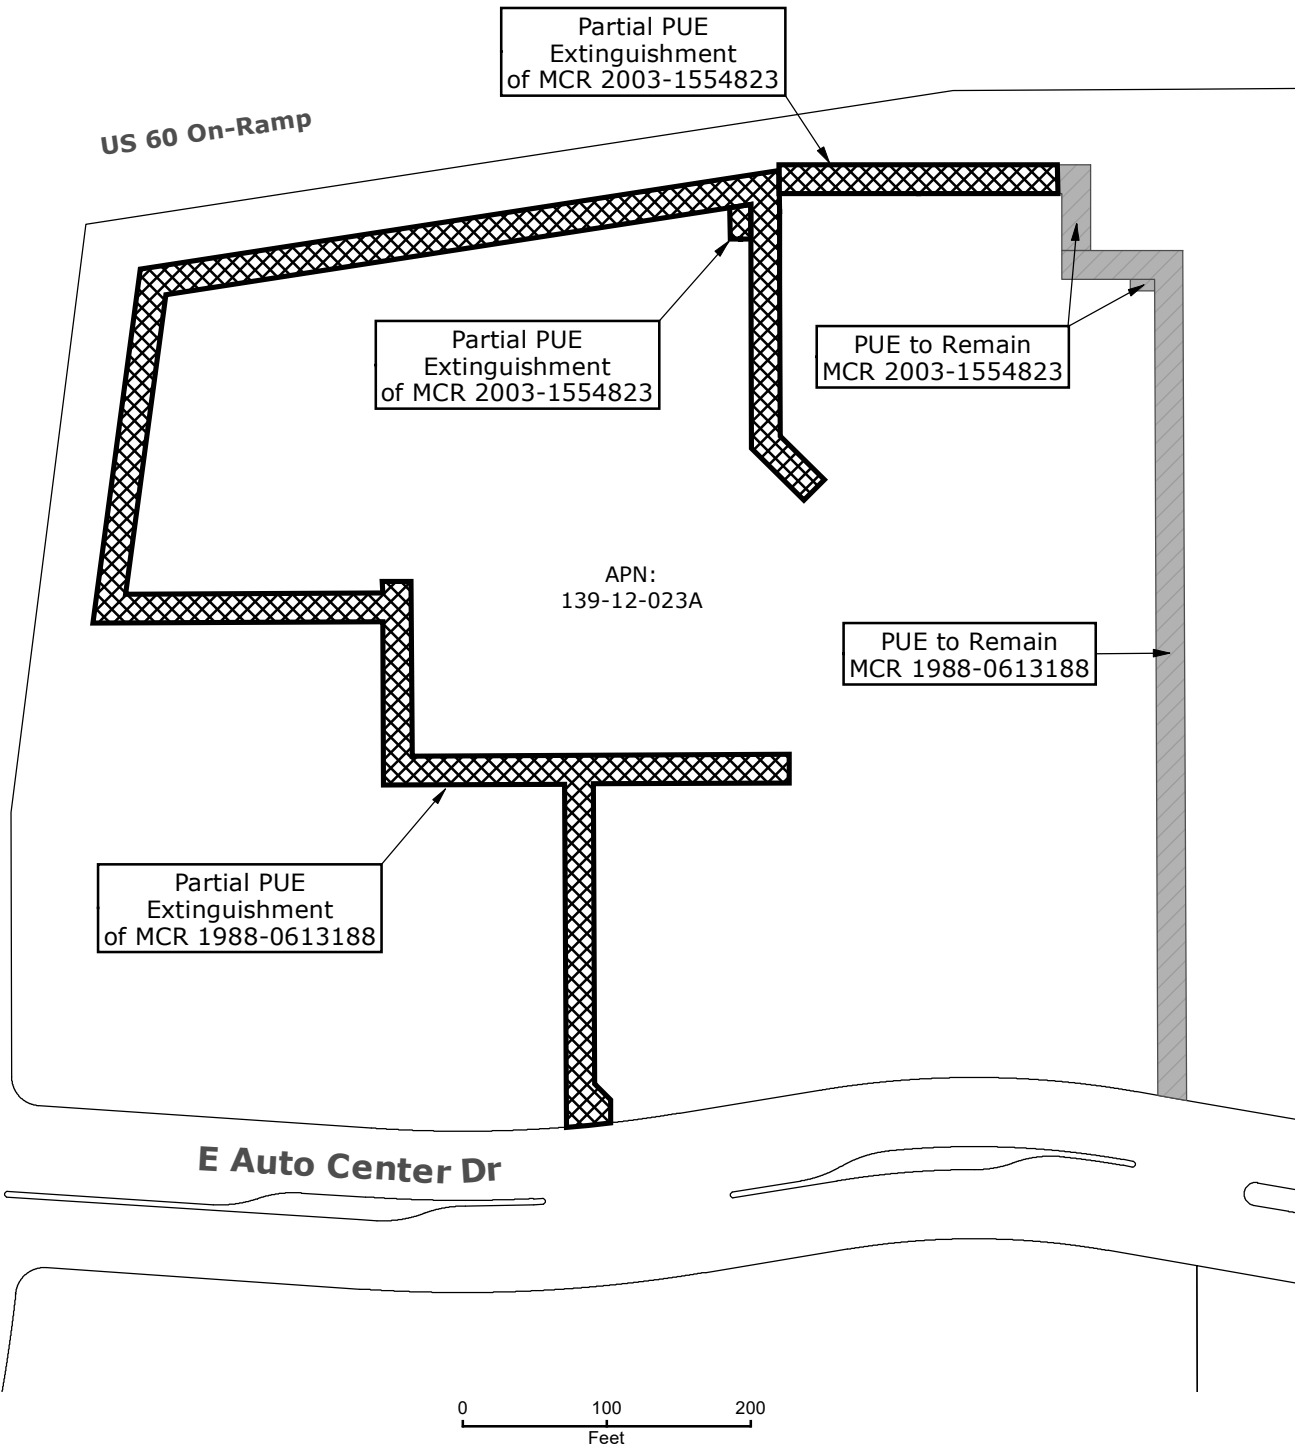 Partial PUE
Extinguishment
of MCR 2003-1554823
US 60 On-Ramp
Partial PUE
Extinguishment
of MCR 2003-1554823
PUE to Remain
MCR 2003-1554823
APN:
139-12-023A
PUE to Remain
MCR 1988-0613188
Partial PUE
Extinguishment
of MCR 1988-0613188
E Auto Center Dr
0 100 200
Feet